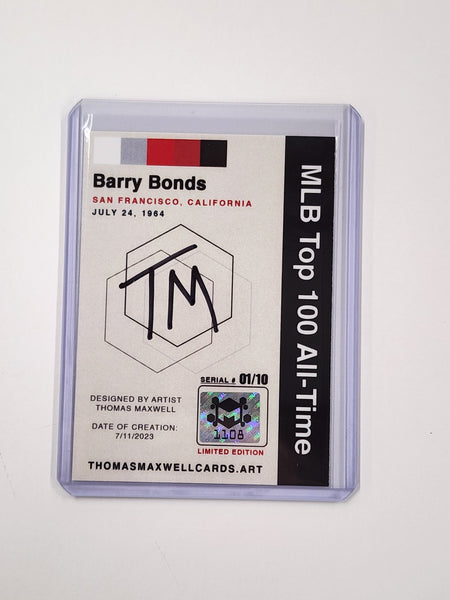 Barry Bonds
SAN FRANCISCO, CALIFORNIA
JULY 24, 1964
TM
SERIAL # 01/10
DESIGNED BY ARTIST
THOMAS MAXWELL
DATE OF CREATION:
7/11/2023
1108
LIMITED EDITION
THOMASMAXWELLCARDS.ART
MLB Top 100 All-Time